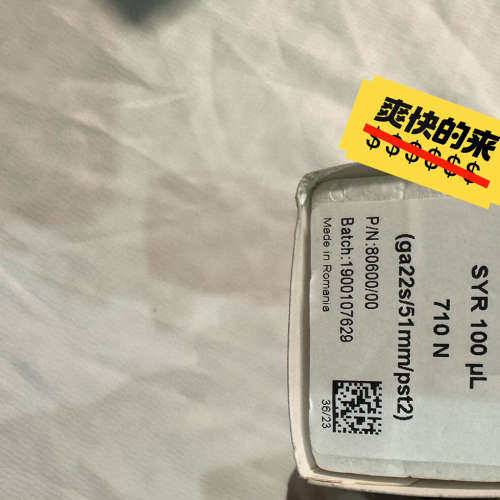 爽快的来
$$$$$$
SYR 100 µL
710 N
(ga22s/51mm/pst2)
P/N:80600/00
Batch:1900107629
Made in Romania
36/23